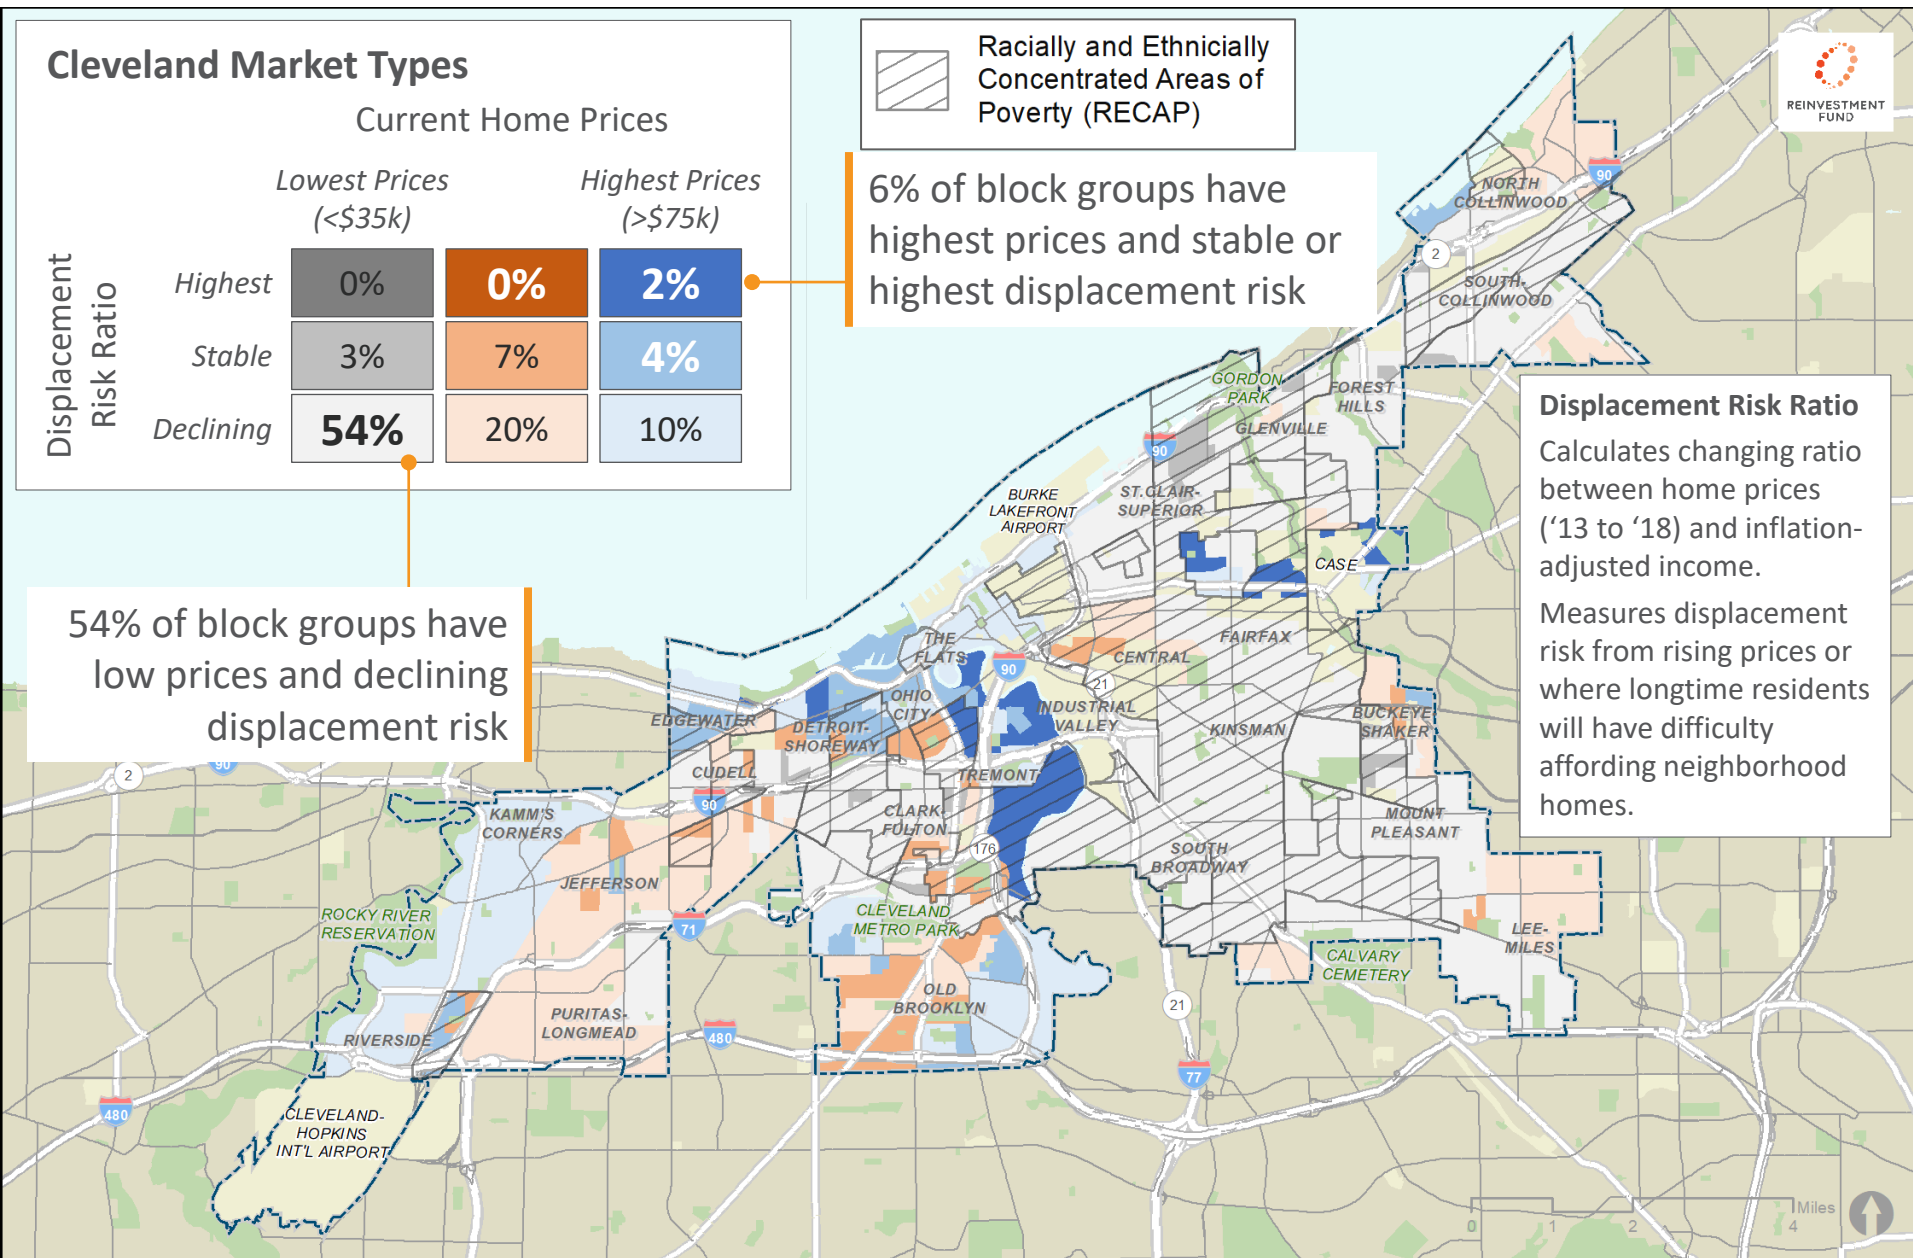 Cleveland Market Types
Current Home Prices
Lowest Prices
(<$35k)
Highest Prices
(>$75k)
Displacement
Risk Ratio
Highest
0%
0%
2%
Stable
3%
7%
4%
Declining
54%
20%
10%
54% of block groups have
low prices and declining
displacement risk
Racially and Ethnicially
Concentrated Areas of
Poverty (RECAP)
6% of block groups have
highest prices and stable or
highest displacement risk
REINVESTMENT
FUND
Displacement Risk Ratio
Calculates changing ratio
between home prices
(‘13 to ‘18) and inflation-
adjusted income.
Measures displacement
risk from rising prices or
where longtime residents
will have difficulty
affording neighborhood
homes.
NORTH
COLLINWOOD
90
2
SOUTH-
COLLINWOOD
GORDON
PARK
FOREST
HILLS
GLENVILLE
90
BURKE
LAKEFRONT
AIRPORT
ST.CLAIR-
SUPERIOR
CASE
THE
FLATS
90
CENTRAL
FAIRFAX
21
OHIO
CITY
INDUSTRIAL
VALLEY
EDGEWATER
DETROIT-
SHOREWAY
KINSMAN
BUCKEYE
SHAKER
2
90
CUDELL
90
TREMONT
KAMM'S
CORNERS
CLARK-
FULTON
MOUNT
PLEASANT
176
SOUTH
BROADWAY
JEFFERSON
ROCKY RIVER
RESERVATION
71
CLEVELAND
METRO PARK
LEE-
MILES
CALVARY
CEMETERY
OLD
BROOKLYN
21
PURITAS-
LONGMEAD
RIVERSIDE
480
77
480
CLEVELAND-
HOPKINS
INT'L AIRPORT
Miles
0
1
2
4